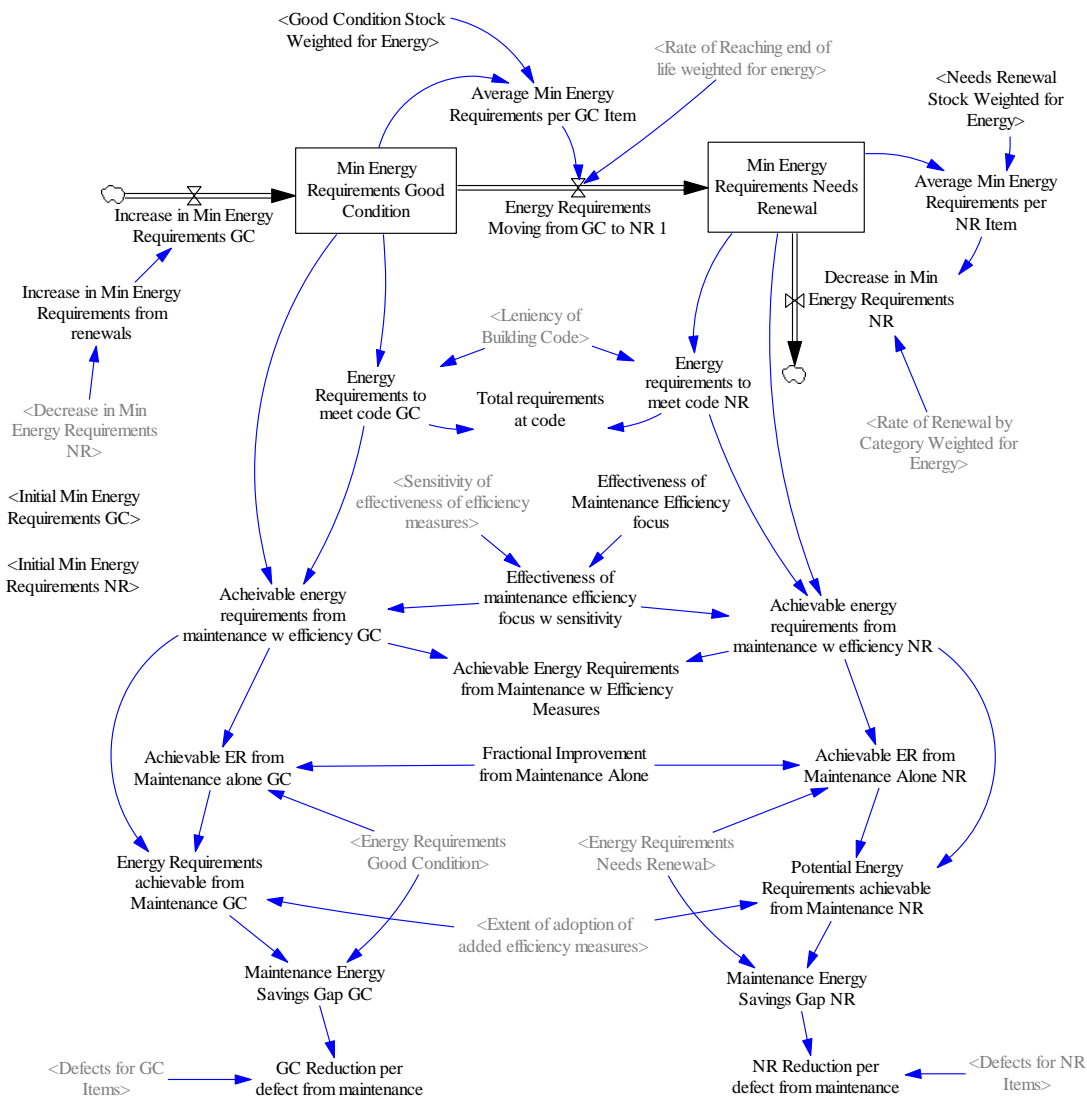 <Good Condition Stock
Weighted for Energy>
<Rate of Reaching end of
life weighted for energy>
<Needs Renewal
Stock Weighted for
Energy>
Average Min Energy
Requirements per GC Item
Min Energy
Requirements Good
Condition
Min Energy
Requirements Needs
Renewal
Average Min Energy
Requirements per
NR Item
Increase in Min Energy
Requirements GC
Energy Requirements
Moving from GC to NR 1
Decrease in Min
Energy Requirements
NR
Increase in Min Energy
Requirements from
renewals
<Leniency of
Building Code>
Energy
Requirements to
meet code GC
Total requirements
at code
Energy
requirements to
meet code NR
<Decrease in Min
Energy Requirements
NR>
<Rate of Renewal by
Category Weighted for
Energy>
<Initial Min Energy
Requirements GC>
<Sensitivity of
effectiveness of efficiency
measures>
Effectiveness of
Maintenance Efficiency
focus
<Initial Min Energy
Requirements NR>
Acheivable energy
requirements from
maintenance w efficiency GC
Effectiveness of
maintenance efficiency
focus w sensitivity
Achievable energy
requirements from
maintenance w efficiency NR
Achievable Energy Requirements
from Maintenance w Efficiency
Measures
Achievable ER from
Maintenance alone GC
Fractional Improvement
from Maintenance Alone
Achievable ER from
Maintenance Alone NR
<Energy Requirements
Good Condition>
<Energy Requirements
Needs Renewal>
Energy Requirements
achievable from
Maintenance GC
Potential Energy
Requirements achievable
from Maintenance NR
<Extent of adoption of
added efficiency measures>
Maintenance Energy
Savings Gap GC
Maintenance Energy
Savings Gap NR
<Defects for GC
Items>
GC Reduction per
defect from maintenance
NR Reduction per
defect from maintenance
<Defects for NR
Items>